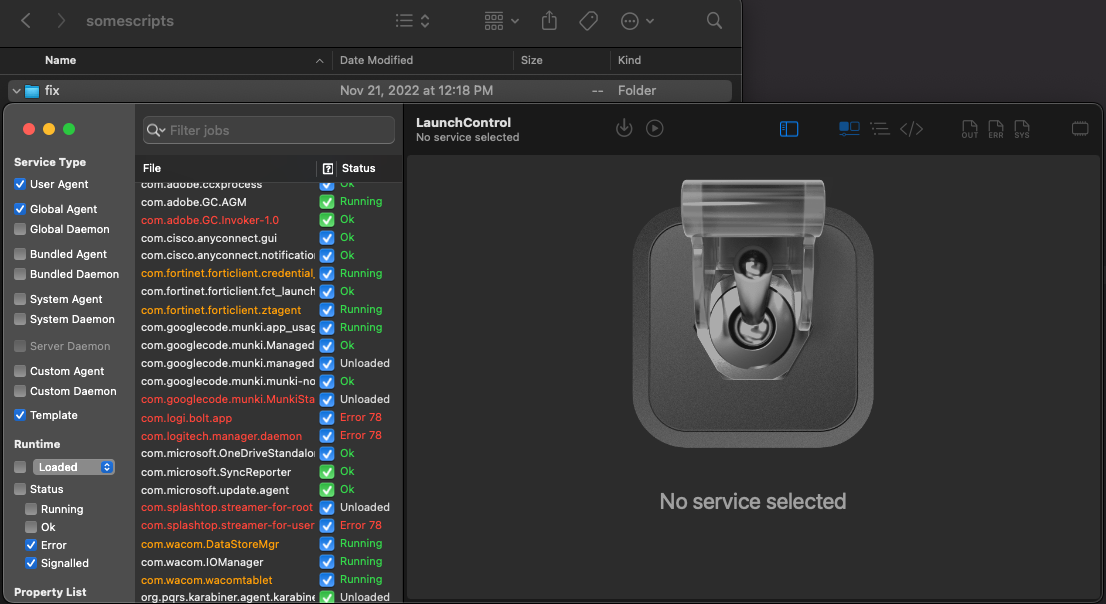 somescripts
Name Date Modified Size Kind
fix Nov 21, 2022 at 12:18 PM -- Folder
Service Type
User Agent
Global Agent
Global Daemon
Bundled Agent
Bundled Daemon
System Agent
System Daemon
Server Daemon
Custom Agent
Custom Daemon
Template
Runtime
Loaded
Status
Running
Ok
Error
Signalled
Property List
Filter jobs
File ? Status
com.adobe.ccxprocess Ok
com.adobe.GC.AGM Running
com.adobe.GC.Invoker-1.0 Ok
com.cisco.anyconnect.gui Ok
com.cisco.anyconnect.notificatio Ok
com.fortinet.forticlient.credential Running
com.fortinet.forticlient.fct_launch Ok
com.fortinet.forticlient.ztagent Running
com.googlecode.munki.app_usag Running
com.googlecode.munki.Managed Ok
com.googlecode.munki.managed Unloaded
com.googlecode.munki.munki-no Ok
com.googlecode.munki.MunkiSta Unloaded
com.logi.bolt.app Error 78
com.logitech.manager.daemon Error 78
com.microsoft.OneDriveStandalo Ok
com.microsoft.SyncReporter Ok
com.microsoft.update.agent Ok
com.splashtop.streamer-for-root Unloaded
com.splashtop.streamer-for-user Error 78
com.wacom.DataStoreMgr Running
com.wacom.IOManager Running
com.wacom.wacomtablet Running
org.pqrs.karabiner.agent.karabine Unloaded
LaunchControl
No service selected
OUT ERR SYS
No service selected